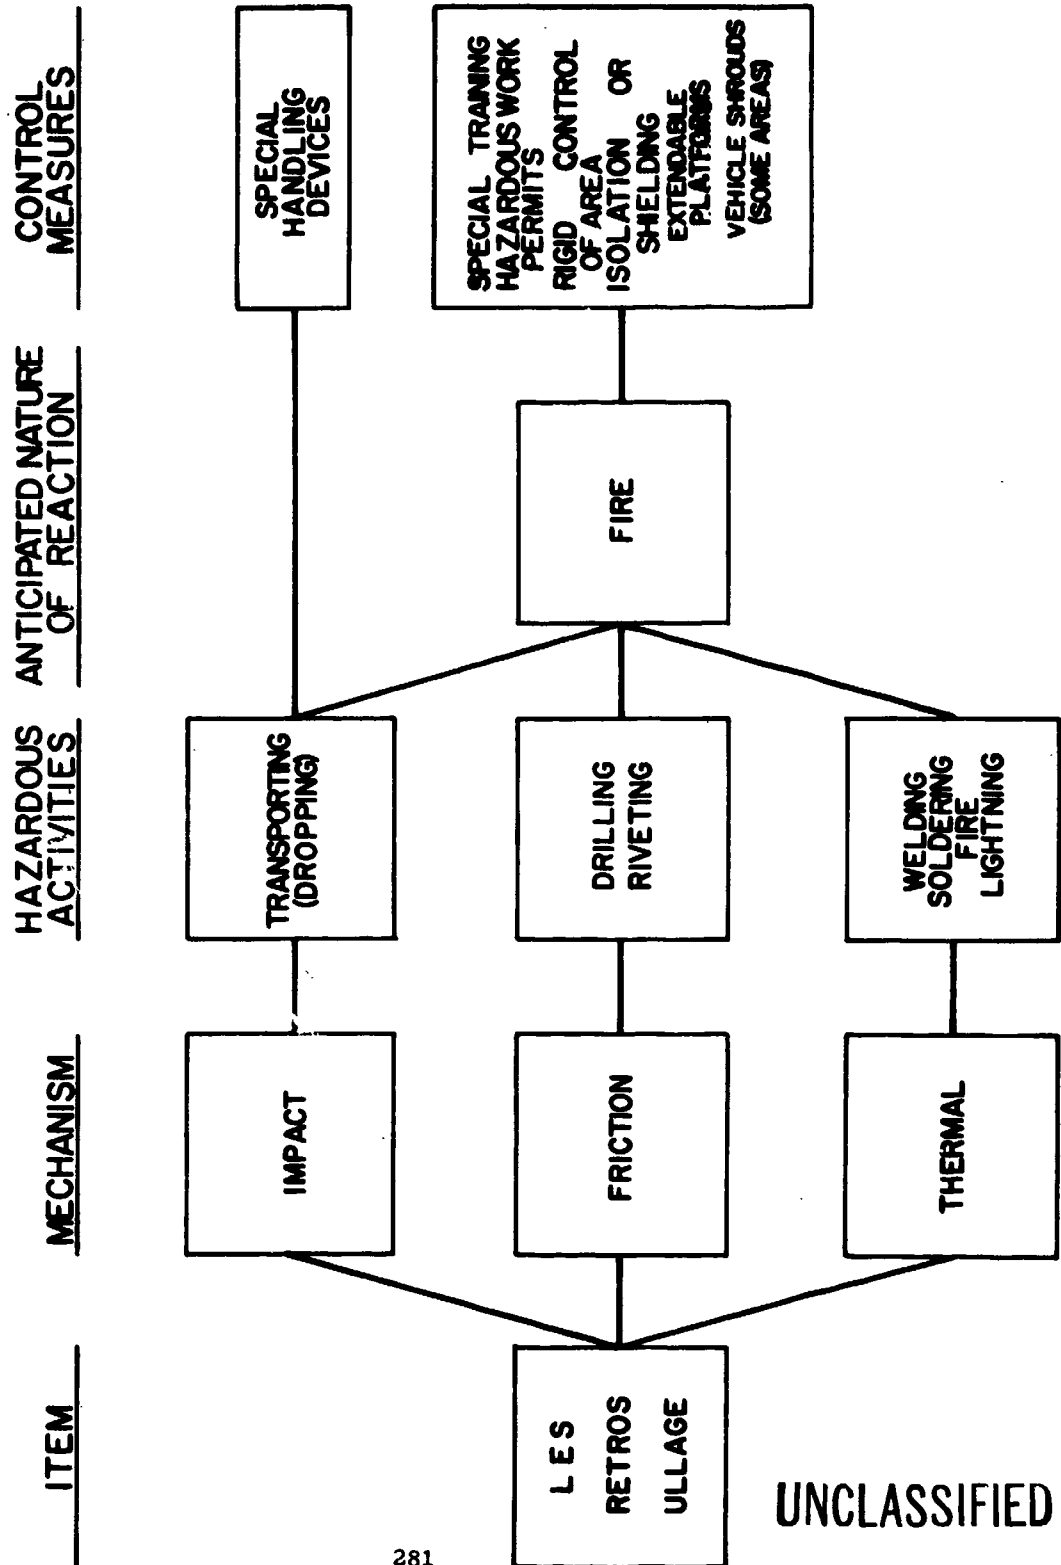 ITEM
MECHANISM
HAZARDOUS
ACTIVITIES
ANTICIPATED NATURE
OF REACTION
CONTROL
MEASURES
L E S
RETROS
ULLAGE
IMPACT
FRICTION
THERMAL
TRANSPORTING
(DROPPING)
DRILLING
RIVETING
WELDING
SOLDERING
FIRE
LIGHTNING
FIRE
SPECIAL
HANDLING
DEVICES
SPECIAL TRAINING
HAZARDOUS WORK
PERMITS
RIGID CONTROL
OF AREA
ISOLATION OR
SHIELDING
EXTENDABLE
PLATFORMS
VEHICLE SHROUDS
(SOME AREAS)
UNCLASSIFIED
281